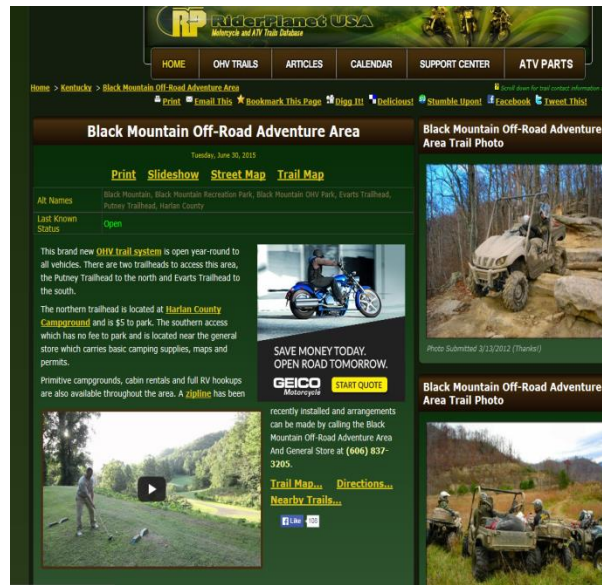 RP RiderPlanet USA
Motorcycle and ATV Trails Database
HOME OHV TRAILS ARTICLES CALENDAR SUPPORT CENTER ATV PARTS
Home > Kentucky > Black Mountain Off-Road Adventure Area
Scroll down for trail contact information
Print Email This Bookmark This Page Digg It! Delicious! Stumble Upon! Facebook Tweet This!
Black Mountain Off-Road Adventure Area
Tuesday, June 30, 2015
Print Slideshow Street Map Trail Map
Alt Names
Black Mountain, Black Mountain Recreation Park, Black Mountain OHV Park, Evarts Trailhead,
Putney Trailhead, Harlan County
Last Known
Status
Open
This brand new OHV trail system is open year-round to
all vehicles. There are two trailheads to access this area,
the Putney Trailhead to the north and Evarts Trailhead to
the south.
The northern trailhead is located at Harlan County
Campground and is $5 to park. The southern access
which has no fee to park and is located near the general
store which carries basic camping supplies, maps and
permits.
Primitive campgrounds, cabin rentals and full RV hookups
are also available throughout the area. A zipline has been
SAVE MONEY TODAY.
OPEN ROAD TOMORROW.
GEICO
Motorcycle
START QUOTE
recently installed and arrangements
can be made by calling the Black
Mountain Off-Road Adventure Area
And General Store at (606) 837-
3205.
Trail Map... Directions...
Nearby Trails...
Like 108
Black Mountain Off-Road Adventure
Area Trail Photo
Photo Submitted 3/13/2012 (Thanks!)
Black Mountain Off-Road Adventure
Area Trail Photo